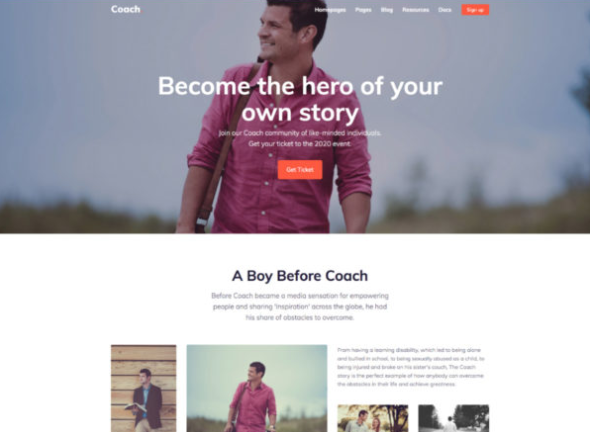 Coach
Homepages Pages Blog Resources Docs Sign up
Become the hero of your
own story
Join our Coach community of like-minded individuals.
Get your ticket to the 2020 event.
Get Ticket
A Boy Before Coach
Before Coach became a media sensation for empowering
people and sharing 'inspiration' across the globe, he had
his share of obstacles to overcome.
From having a learning disability, which led to being alone
and bullied in school, to being sexually abused as a child, to
being injured and broke on his sister's couch. The Coach
story is the perfect example of how anybody can overcome
the obstacles in their life and achieve greatness.